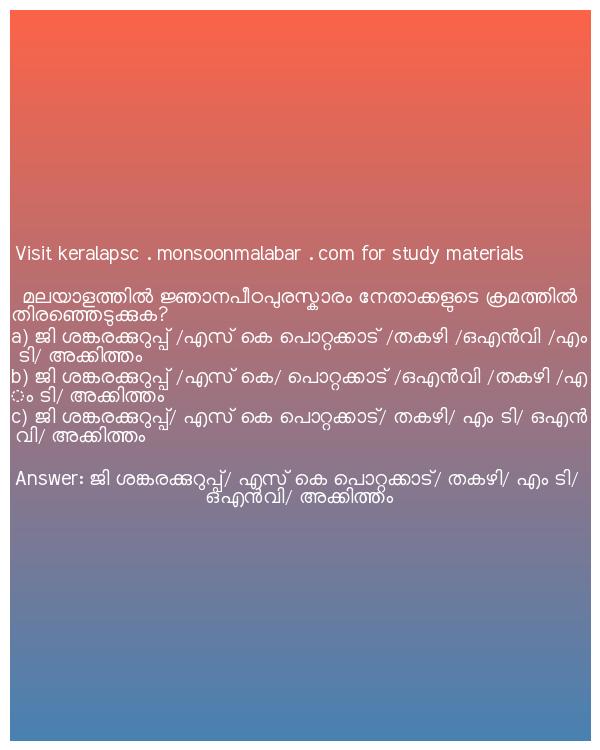 Visit keralapsc . monsoonmalabar . com for study materials
മലയാളത്തിൽ ജ്ഞാനപീഠപുരസ്കാരം നേതാക്കളുടെ ക്രമത്തിൽ
തിരഞ്ഞെടുക്കുക?
a) ജി ശങ്കരക്കുറുപ്പ് /എസ് കെ പൊറ്റക്കാട് /തകഴി /ഒഎൻവി /എം
ടി/ അക്കിത്തം
b) ജി ശങ്കരക്കുറുപ്പ് /എസ് കെ/ പൊറ്റക്കാട് /ഒഎൻവി /തകഴി /എ
ം ടി/ അക്കിത്തം
c) ജി ശങ്കരക്കുറുപ്പ്/ എസ് കെ പൊറ്റക്കാട്/ തകഴി/ എം ടി/ ഒഎൻ
വി/ അക്കിത്തം
Answer: ജി ശങ്കരക്കുറുപ്പ്/ എസ് കെ പൊറ്റക്കാട്/ തകഴി/ എം ടി/
ഒഎൻവി/ അക്കിത്തം